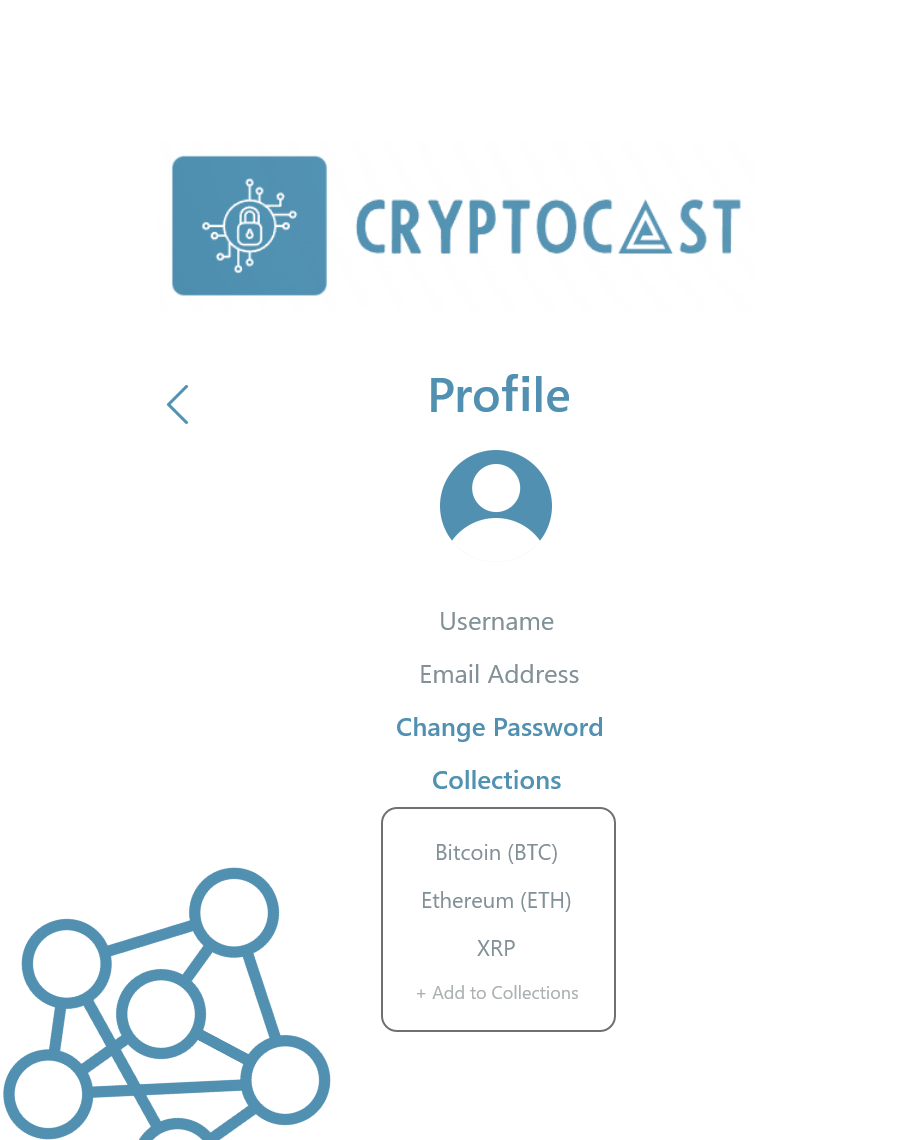 CRYPTOCAST
Profile
Username
Email Address
Change Password
Collections
Bitcoin (BTC)
Ethereum (ETH)
XRP
+ Add to Collections